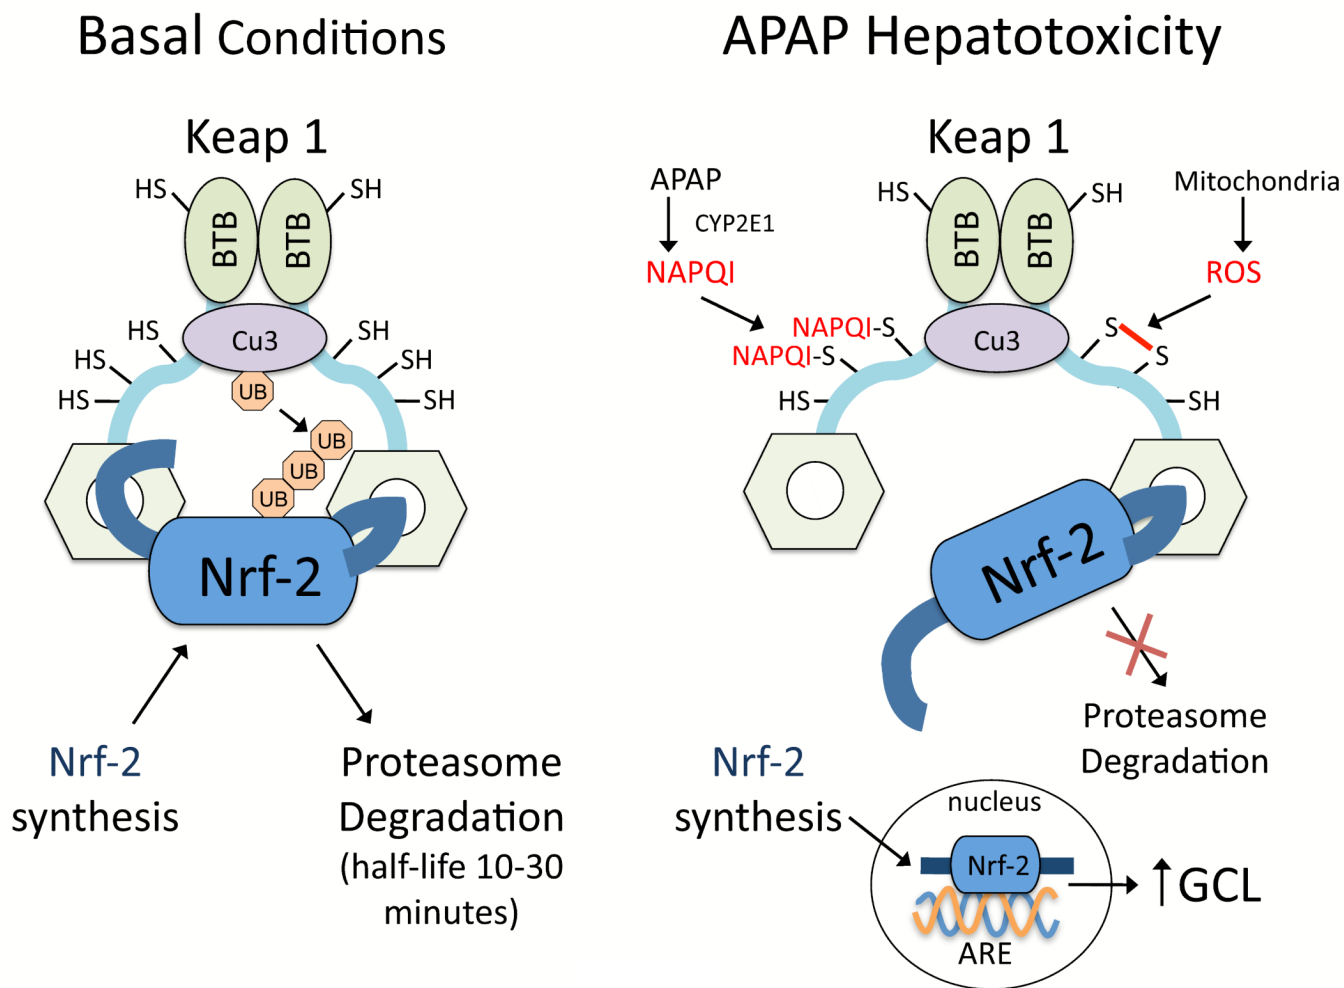 Basal Conditions
Keap 1
HS
SH
BTB
BTB
Cu3
HS
SH
HS
SH
HS
SH
UB
UB
UB
UB
Nrf-2
Nrf-2
synthesis
Proteasome
Degradation
(half-life 10-30
minutes)
APAP Hepatotoxicity
Keap 1
APAP
CYP2E1
NAPQI
HS
SH
BTB
BTB
Mitochondria
ROS
NAPQI-S
NAPQI-S
Cu3
S
S
HS
SH
Nrf-2
Proteasome
Degradation
Nrf-2
synthesis
nucleus
Nrf-2
ARE
↑GCL